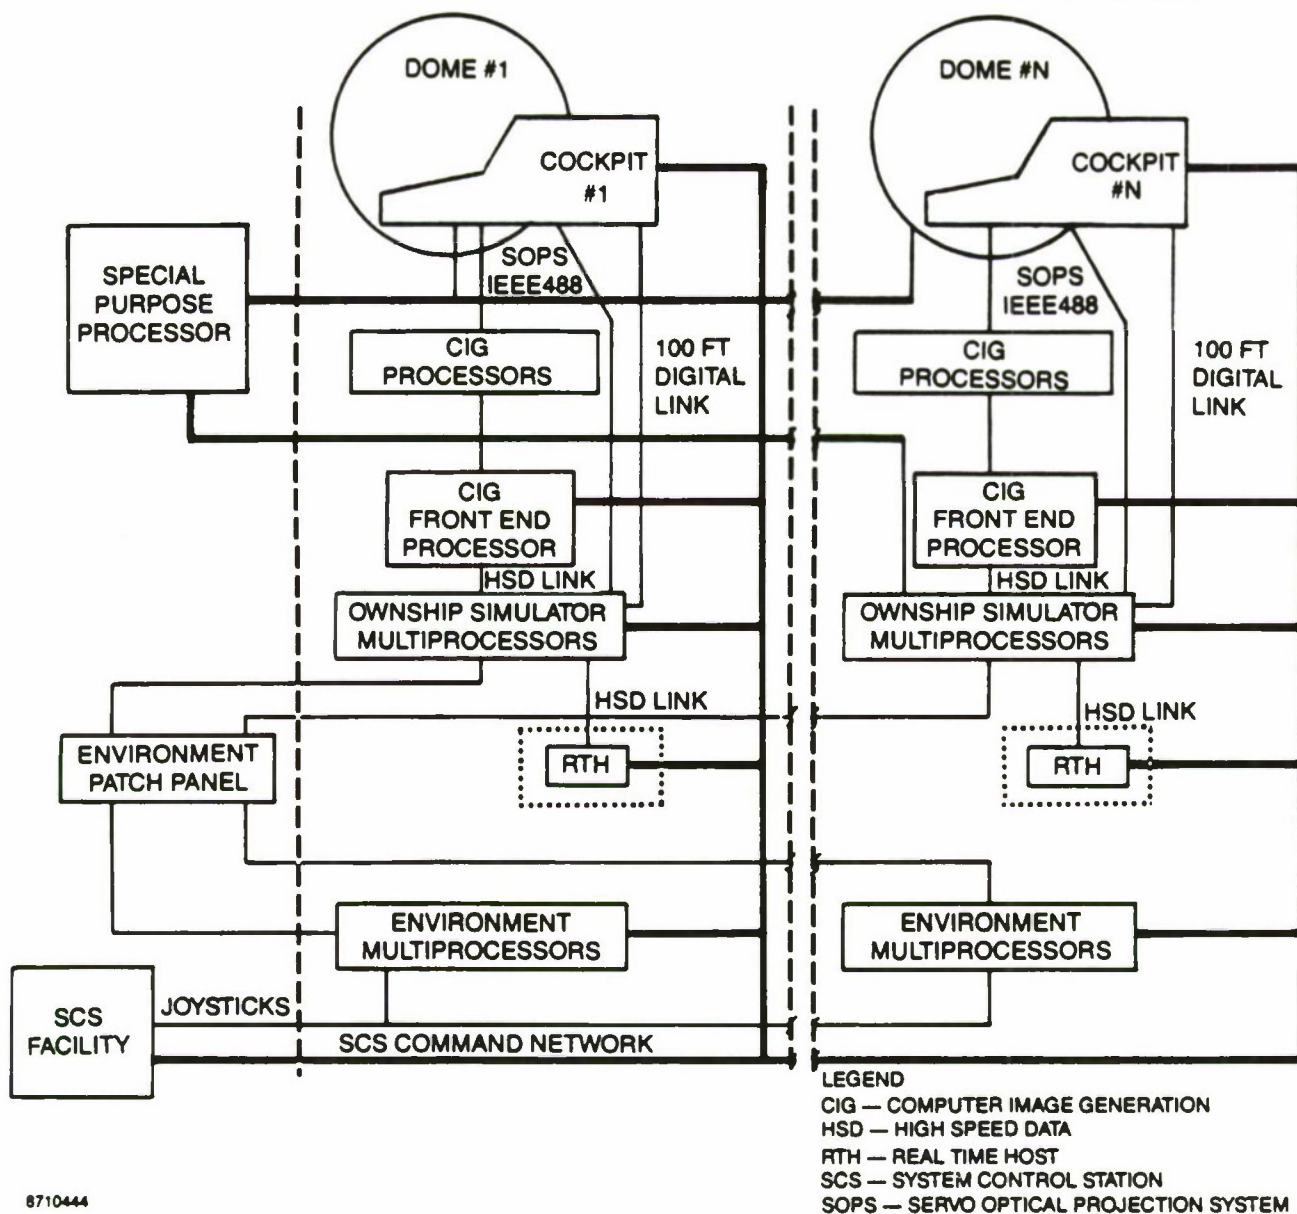 DOME #1
COCKPIT
#1
DOME #N
COCKPIT
#N
SPECIAL
PURPOSE
PROCESSOR
SOPS
IEEE488
SOPS
IEEE488
CIG
PROCESSORS
100 FT
DIGITAL
LINK
CIG
PROCESSORS
100 FT
DIGITAL
LINK
CIG
FRONT END
PROCESSOR
CIG
FRONT END
PROCESSOR
HSD LINK
HSD LINK
OWNSHIP SIMULATOR
MULTIPROCESSORS
OWNSHIP SIMULATOR
MULTIPROCESSORS
HSD LINK
HSD LINK
ENVIRONMENT
PATCH PANEL
RTH
RTH
ENVIRONMENT
MULTIPROCESSORS
ENVIRONMENT
MULTIPROCESSORS
SCS
FACILITY
JOYSTICKS
SCS COMMAND NETWORK
LEGEND
CIG — COMPUTER IMAGE GENERATION
HSD — HIGH SPEED DATA
RTH — REAL TIME HOST
SCS — SYSTEM CONTROL STATION
SOPS — SERVO OPTICAL PROJECTION SYSTEM
8710444